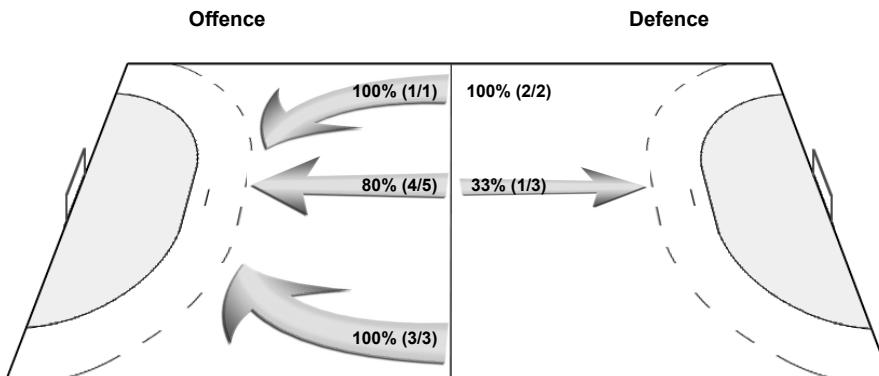 Offence
Defence
100% (1/1)
100% (2/2)
80% (4/5)
33% (1/3)
100% (3/3)